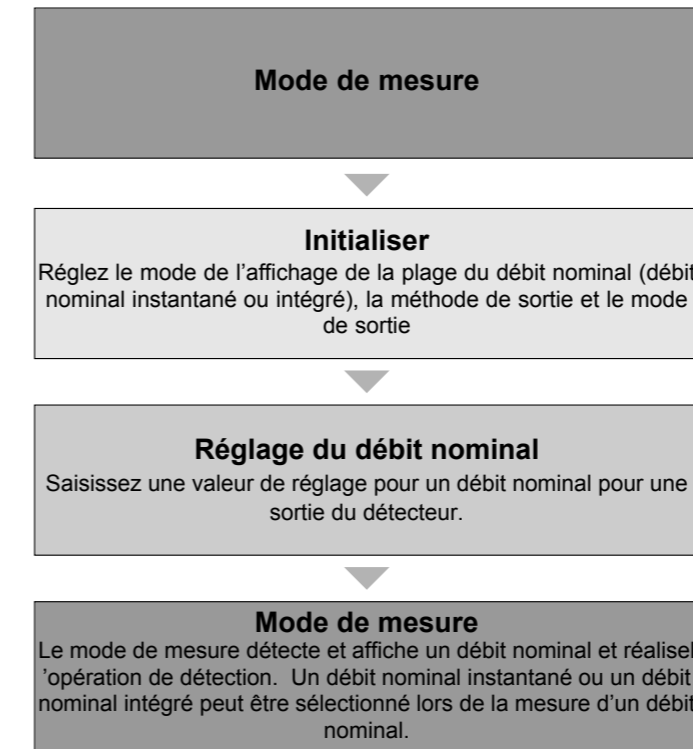 Mode de mesure
Initialiser
Réglez le mode de l’affichage de la plage du débit nominal (débit
nominal instantané ou intégré), la méthode de sortie et le mode
de sortie
Réglage du débit nominal
Saisissez une valeur de réglage pour un débit nominal pour une
sortie du détecteur.
Mode de mesure
Le mode de mesure détecte et affiche un débit nominal et réalisel
’opération de détection.  Un débit nominal instantané ou un débit
nominal intégré peut être sélectionné lors de la mesure d’un débit
nominal.